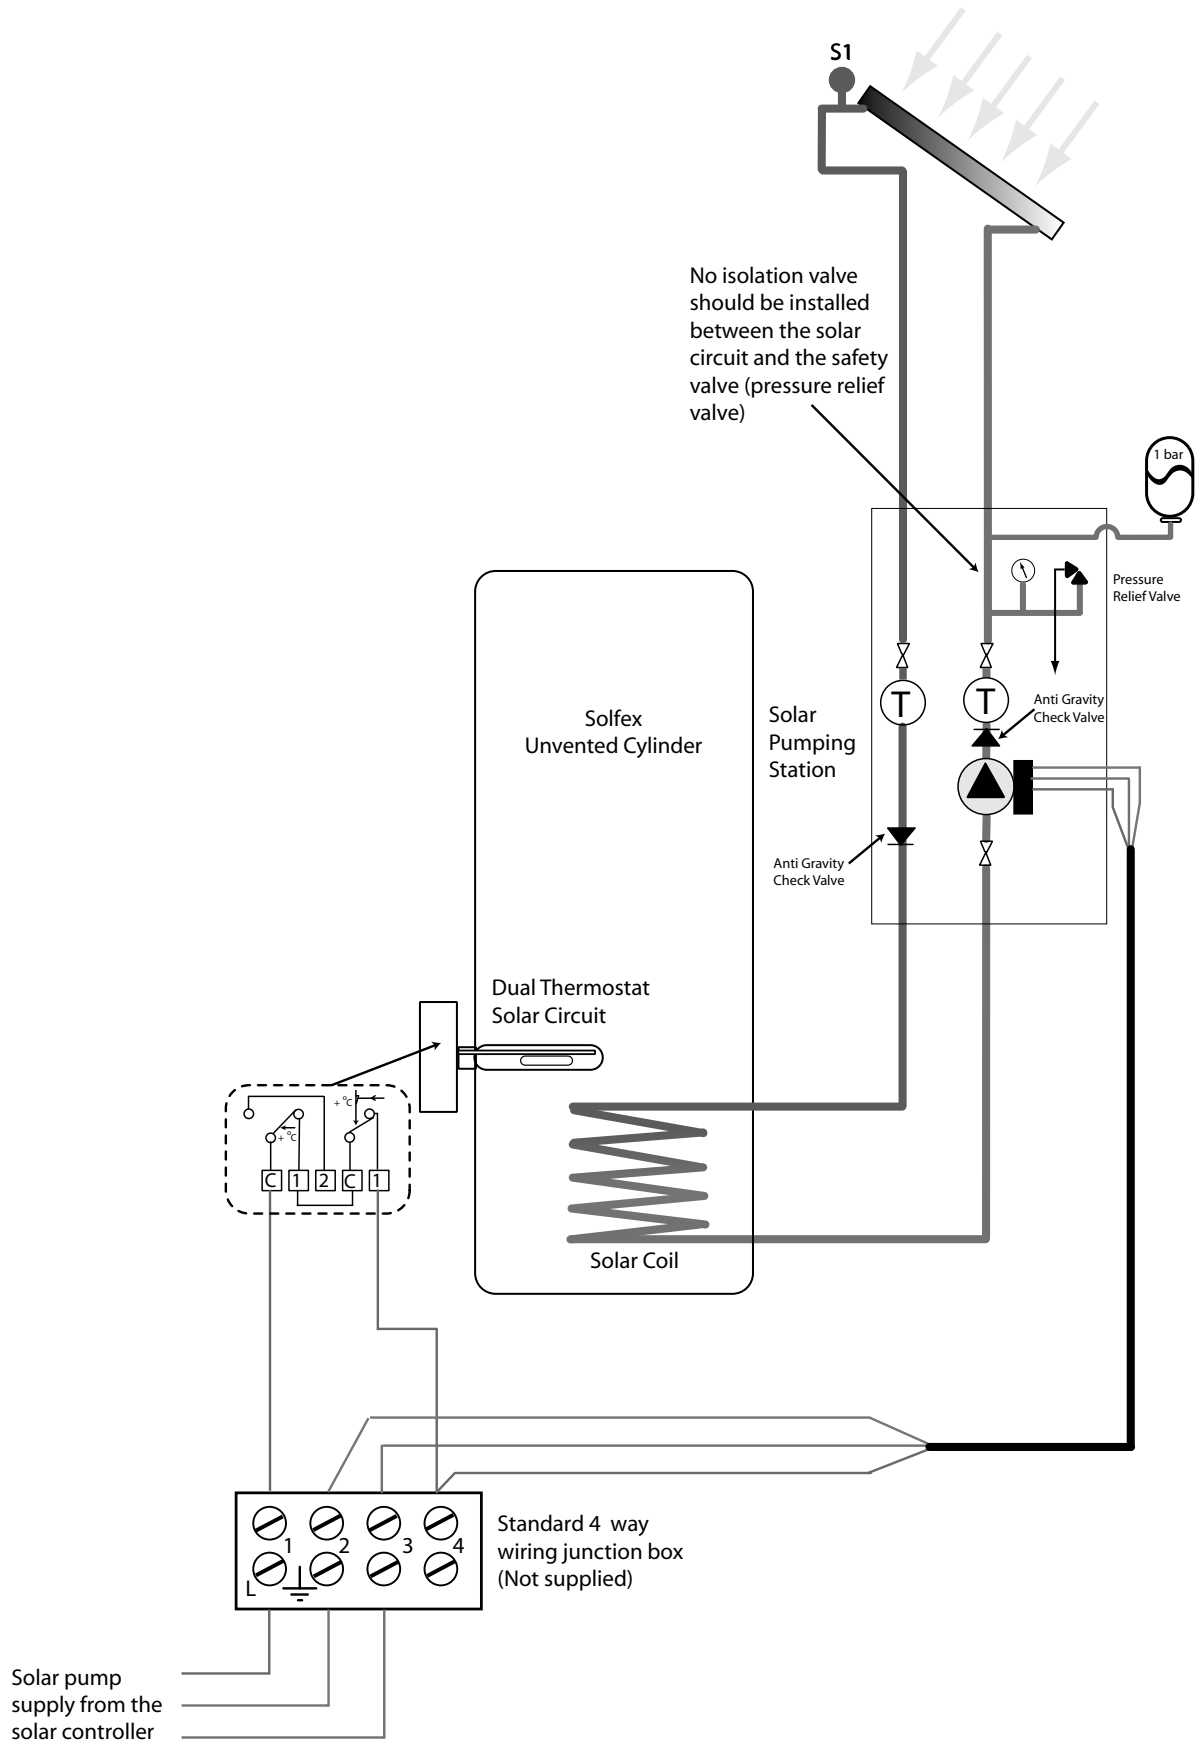 S1
No isolation valve
should be installed
between the solar
circuit and the safety
valve (pressure relief
valve)
1 bar
Pressure
Relief Valve
Solfex
Unvented Cylinder
Solar
Pumping
Station
T
T
Anti Gravity
Check Valve
Anti Gravity
Check Valve
Dual Thermostat
Solar Circuit
+ °C
+ °C
C 1 2 C 1
Solar Coil
1 2 3 4
L
Standard 4 way
wiring junction box
(Not supplied)
Solar pump
supply from the
solar controller